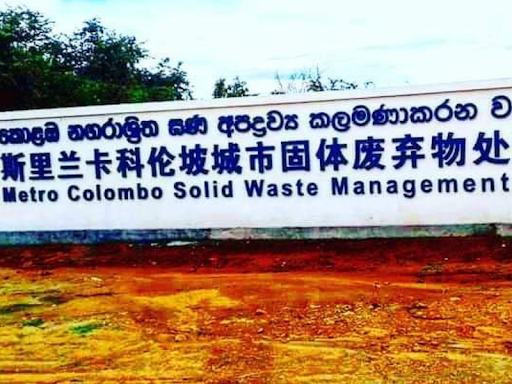 කොළඹ නගරාශ්‍රිත ඝණ අපද්‍රව්‍ය කලමණාකරන ව
斯里兰卡科伦坡城市固体废弃物处
Metro Colombo Solid Waste Management